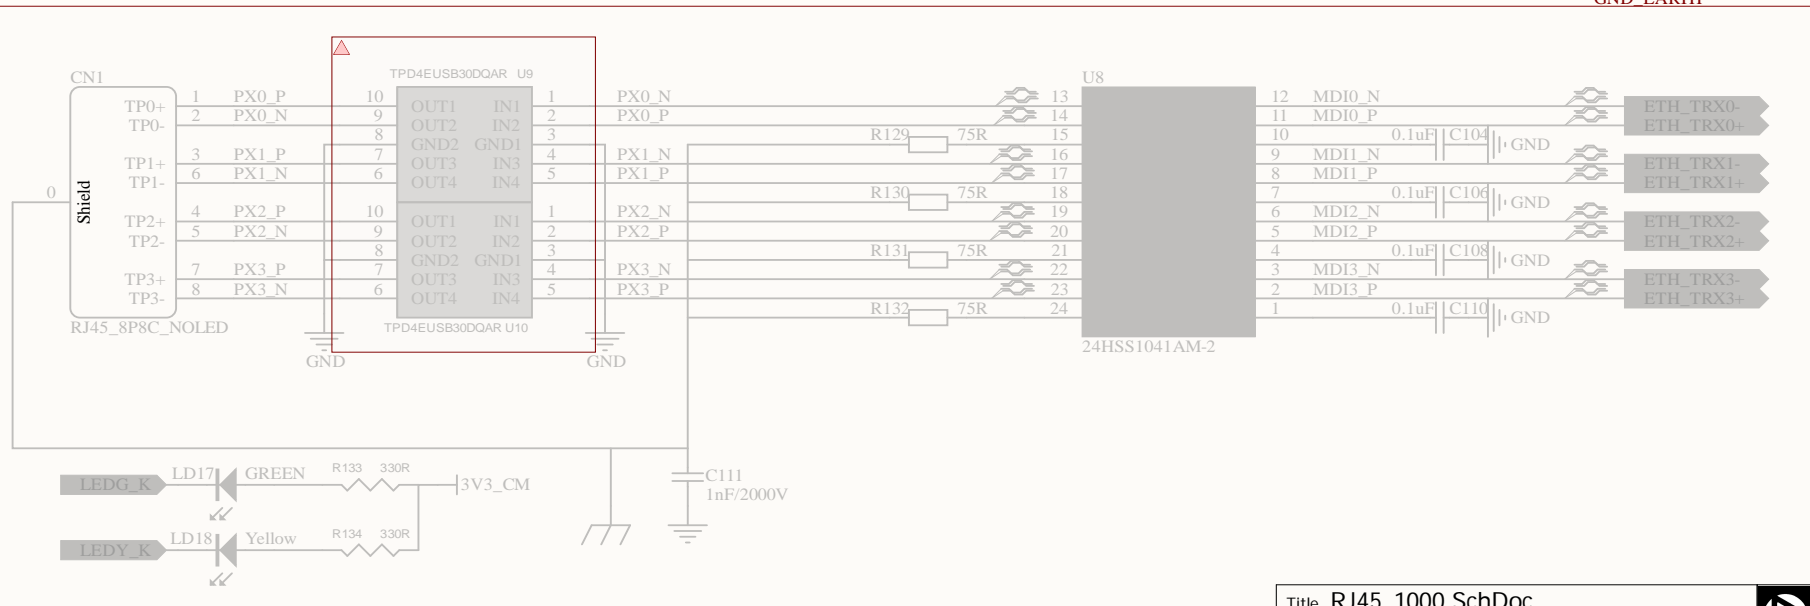 GND_EARTH
CN1
TPD4EUSB30DQAR U9
U8
TP0+ 1 PX0_P 10 OUT1 IN1 1 PX0_N 13 12 MDI0_N ETH_TRX0-
TP0- 2 PX0_N 9 OUT2 IN2 2 PX0_P 14 11 MDI0_P ETH_TRX0+
8 GND2 GND1 3 R129 75R 15 10 0.1uF C104 GND
TP1+ 3 PX1_P 7 OUT3 IN3 4 PX1_N 16 9 MDI1_N ETH_TRX1-
TP1- 6 PX1_N 6 OUT4 IN4 5 PX1_P 17 8 MDI1_P ETH_TRX1+
0 Shield R130 75R 18 7 0.1uF C106 GND
TP2+ 4 PX2_P 10 OUT1 IN1 1 PX2_N 19 6 MDI2_N ETH_TRX2-
TP2- 5 PX2_N 9 OUT2 IN2 2 PX2_P 20 5 MDI2_P ETH_TRX2+
8 GND2 GND1 3 R131 75R 21 4 0.1uF C108 GND
TP3+ 7 PX3_P 7 OUT3 IN3 4 PX3_N 22 3 MDI3_N ETH_TRX3-
TP3- 8 PX3_N 6 OUT4 IN4 5 PX3_P 23 2 MDI3_P ETH_TRX3+
R132 75R 24 1 0.1uF C110 GND
RJ45_8P8C_NOLED
TPD4EUSB30DQAR U10
24HSS1041AM-2
GND
GND
LEDG_K LD17 GREEN R133 330R 3V3_CM
C111
1nF/2000V
LEDY_K LD18 Yellow R134 330R
Title RJ45_1000.SchDoc